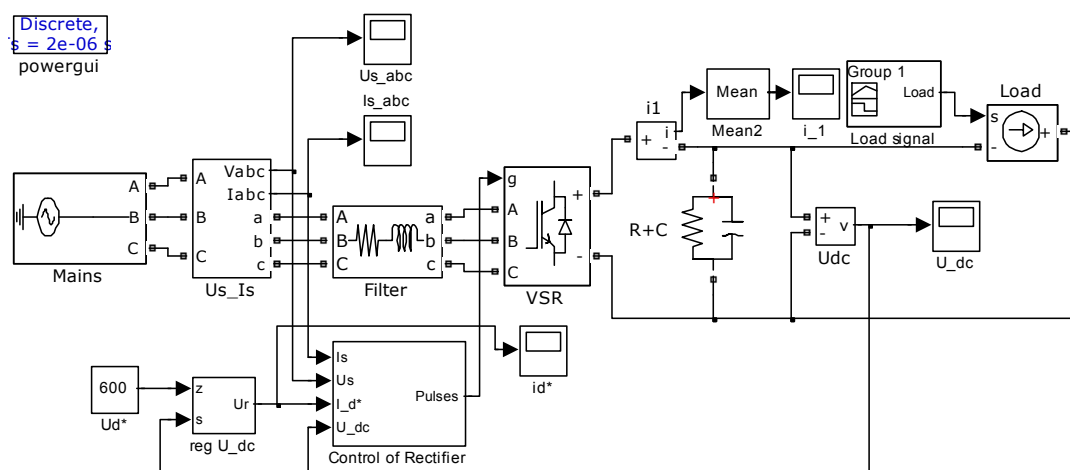 Discrete,
s = 2e-06 s
powergui
Us_abc
Is_abc
i1
i
+
-
Mean
Mean2
i_1
Group 1
Load
Load signal
Load
s
+
-
A
B
C
Mains
A
B
C
Vabc
Iabc
a
b
c
Us_Is
A
B
C
a
b
c
Filter
g
A
B
C
+
-
VSR
R+C
+
-
v
Udc
U_dc
600
Ud*
z
s
Ur
reg U_dc
Is
Us
I_d*
U_dc
Pulses
Control of Rectifier
id*